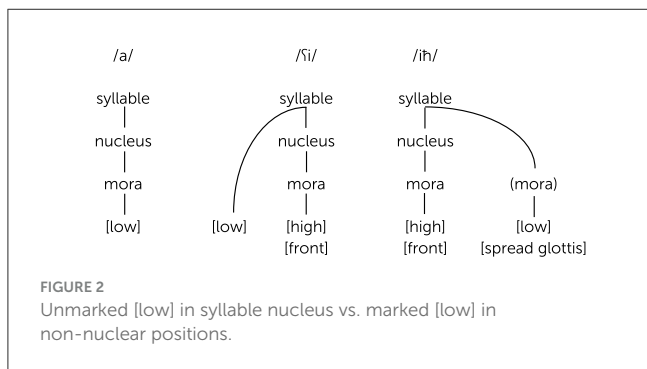 /a/ /ʕi/ /iħ/
syllable syllable syllable
nucleus nucleus nucleus
mora mora mora (mora)
[low] [low] [high] [high] [low]
[front] [front] [spread glottis]
FIGURE 2
Unmarked [low] in syllable nucleus vs. marked [low] in
non-nuclear positions.